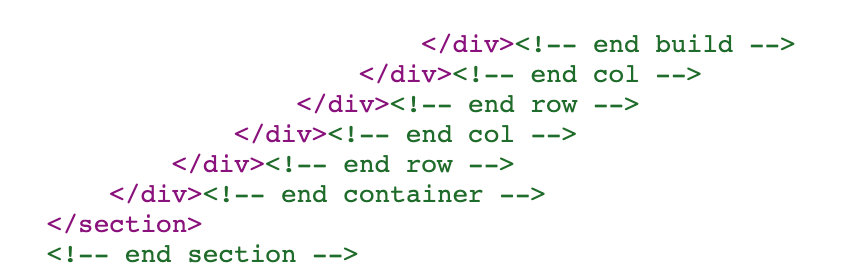 </div><!-- end build -->
</div><!-- end col -->
</div><!-- end row -->
</div><!-- end col -->
</div><!-- end row -->
</div><!-- end container -->
</section>
<!-- end section -->